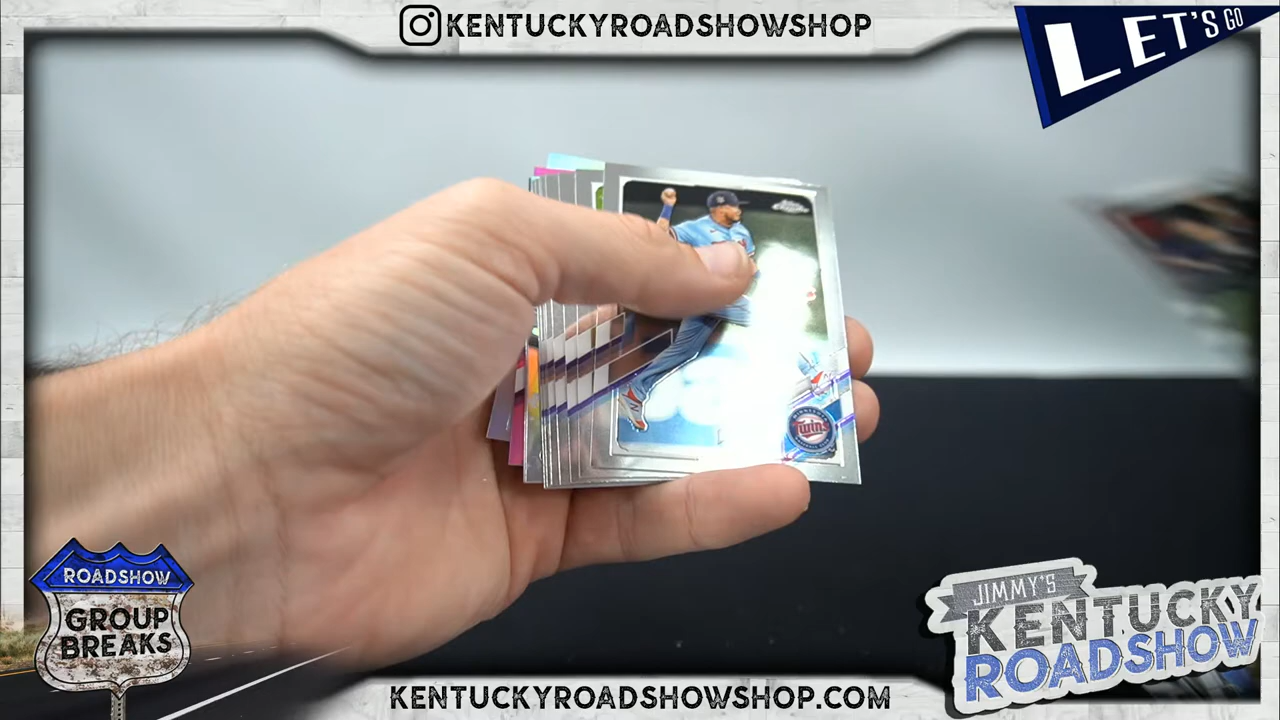 KENTUCKYROADSHOWSHOP
LET'S GO
Twins
ROADSHOW
GROUP
BREAKS
JIMMY'S
KENTUCKY
ROADSHOW
KENTUCKYROADSHOWSHOP.COM